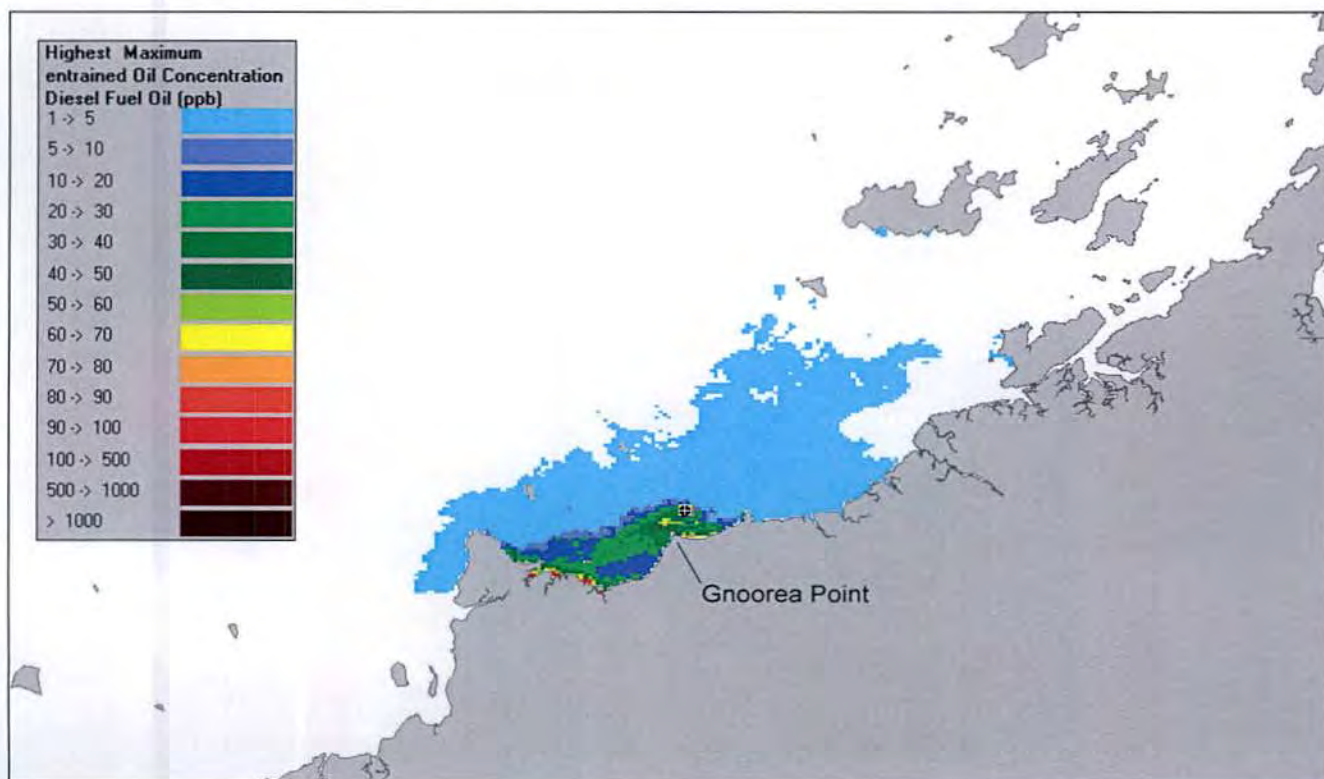 Highest Maximum
entrained Oil Concentration
Diesel Fuel Oil (ppb)
1 -> 5
5 -> 10
10 -> 20
20 -> 30
30 -> 40
40 -> 50
50 -> 60
60 -> 70
70 -> 80
80 -> 90
90 -> 100
100 -> 500
500 -> 1000
> 1000
Gnoorea Point